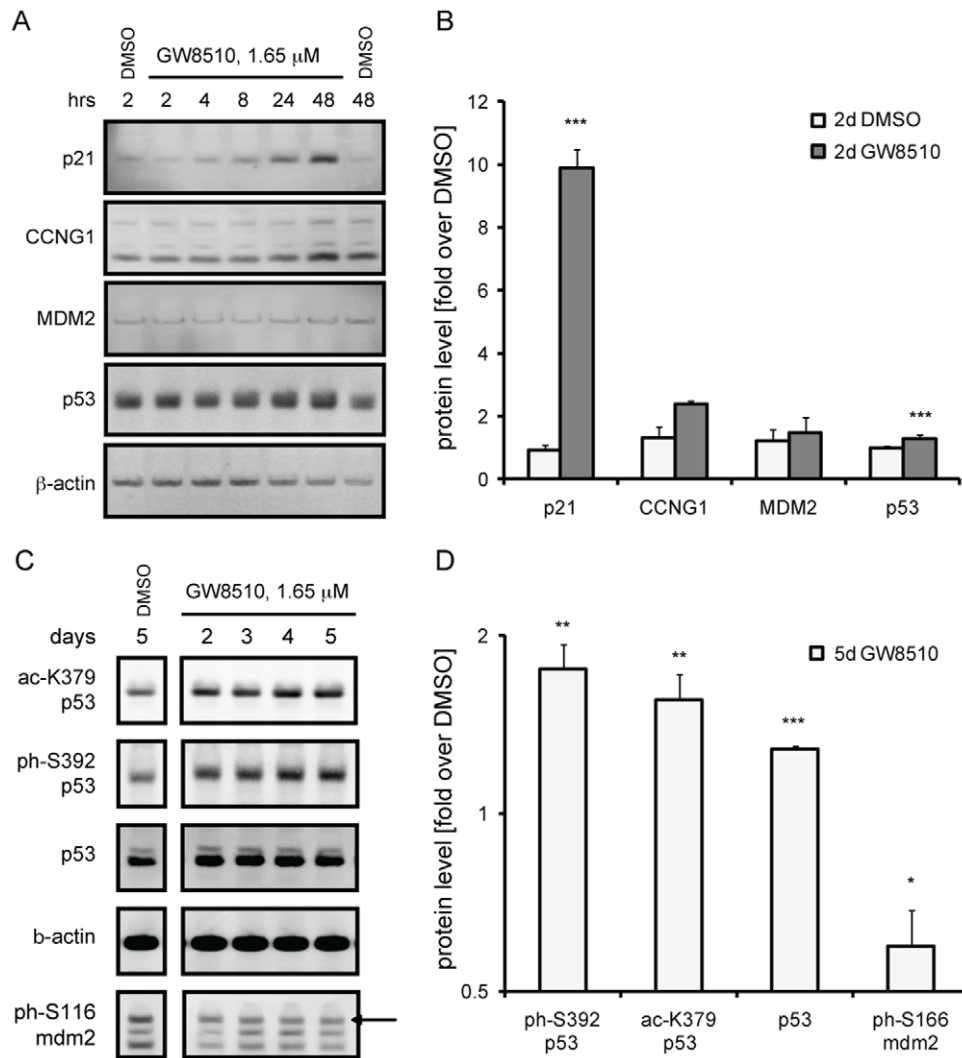 A
DMSO
GW8510, 1.65 μM
DMSO
hrs 2 2 4 8 24 48 48
p21
CCNG1
MDM2
p53
β-actin
B
protein level [fold over DMSO]
12
10
8
6
4
2
0
***
***
2d DMSO
2d GW8510
p21 CCNG1 MDM2 p53
C
DMSO
GW8510, 1.65 μM
days 5 2 3 4 5
ac-K379
p53
ph-S392
p53
p53
b-actin
ph-S116
mdm2
D
protein level [fold over DMSO]
2
1
0.5
**
**
***
*
5d GW8510
ph-S392 ac-K379 p53 ph-S166
p53 p53 mdm2